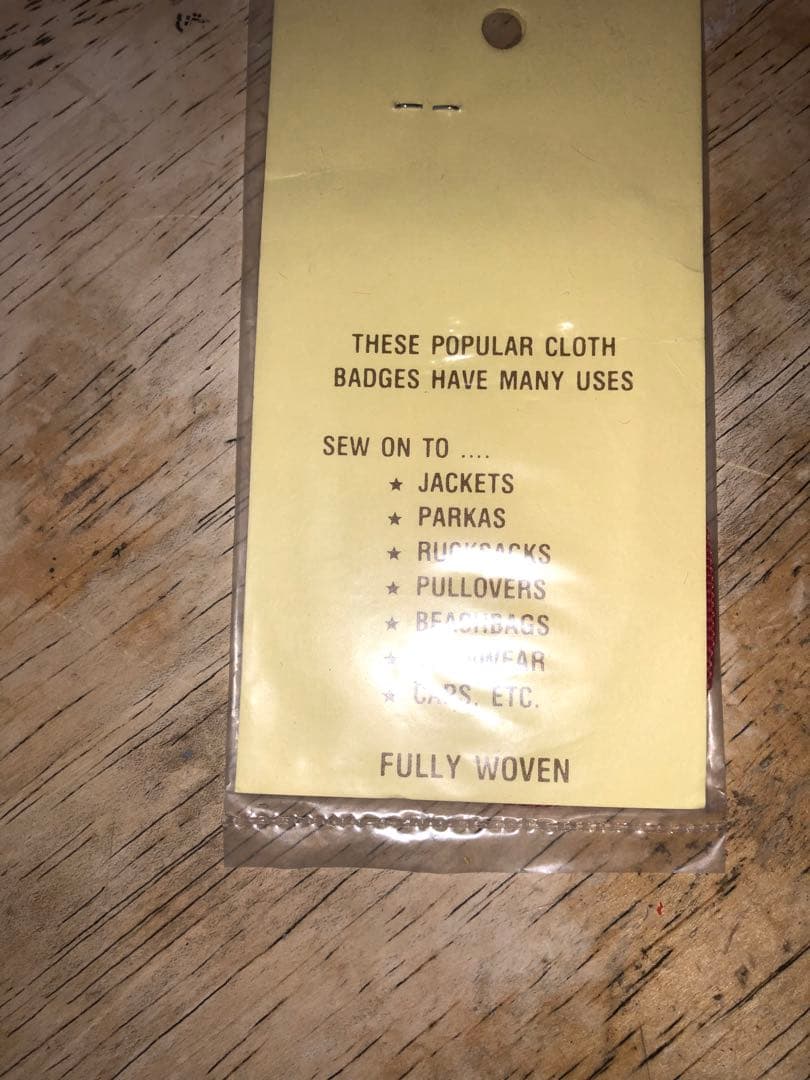 THESE POPULAR CLOTH
BADGES HAVE MANY USES
SEW ON TO ....
★ JACKETS
★ PARKAS
★ RUCKSACKS
★ PULLOVERS
★ BEACHBAGS
★
★ CAPS, ETC.
FULLY WOVEN